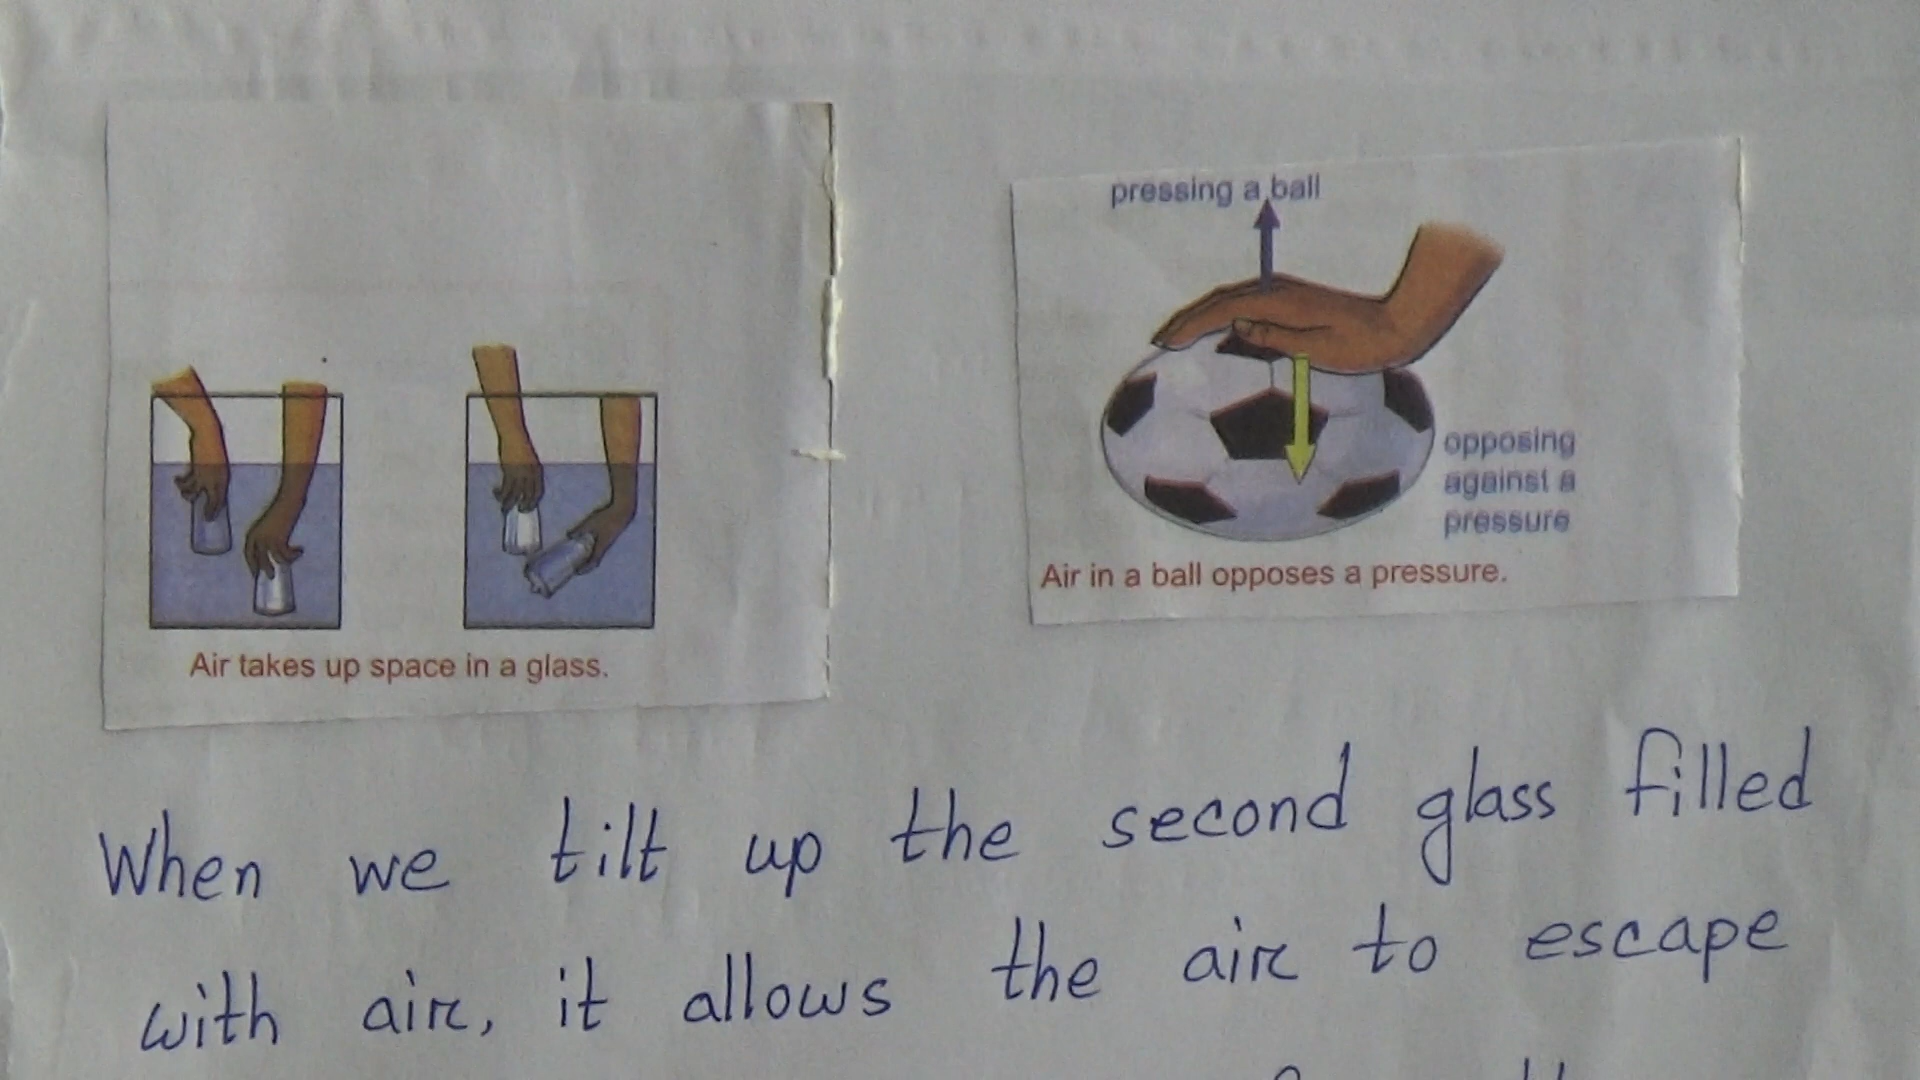 pressing a ball
opposing
against a
pressure
Air in a ball opposes a pressure.
Air takes up space in a glass.
When we tilt up the second glass filled
with air, it allows the air to escape